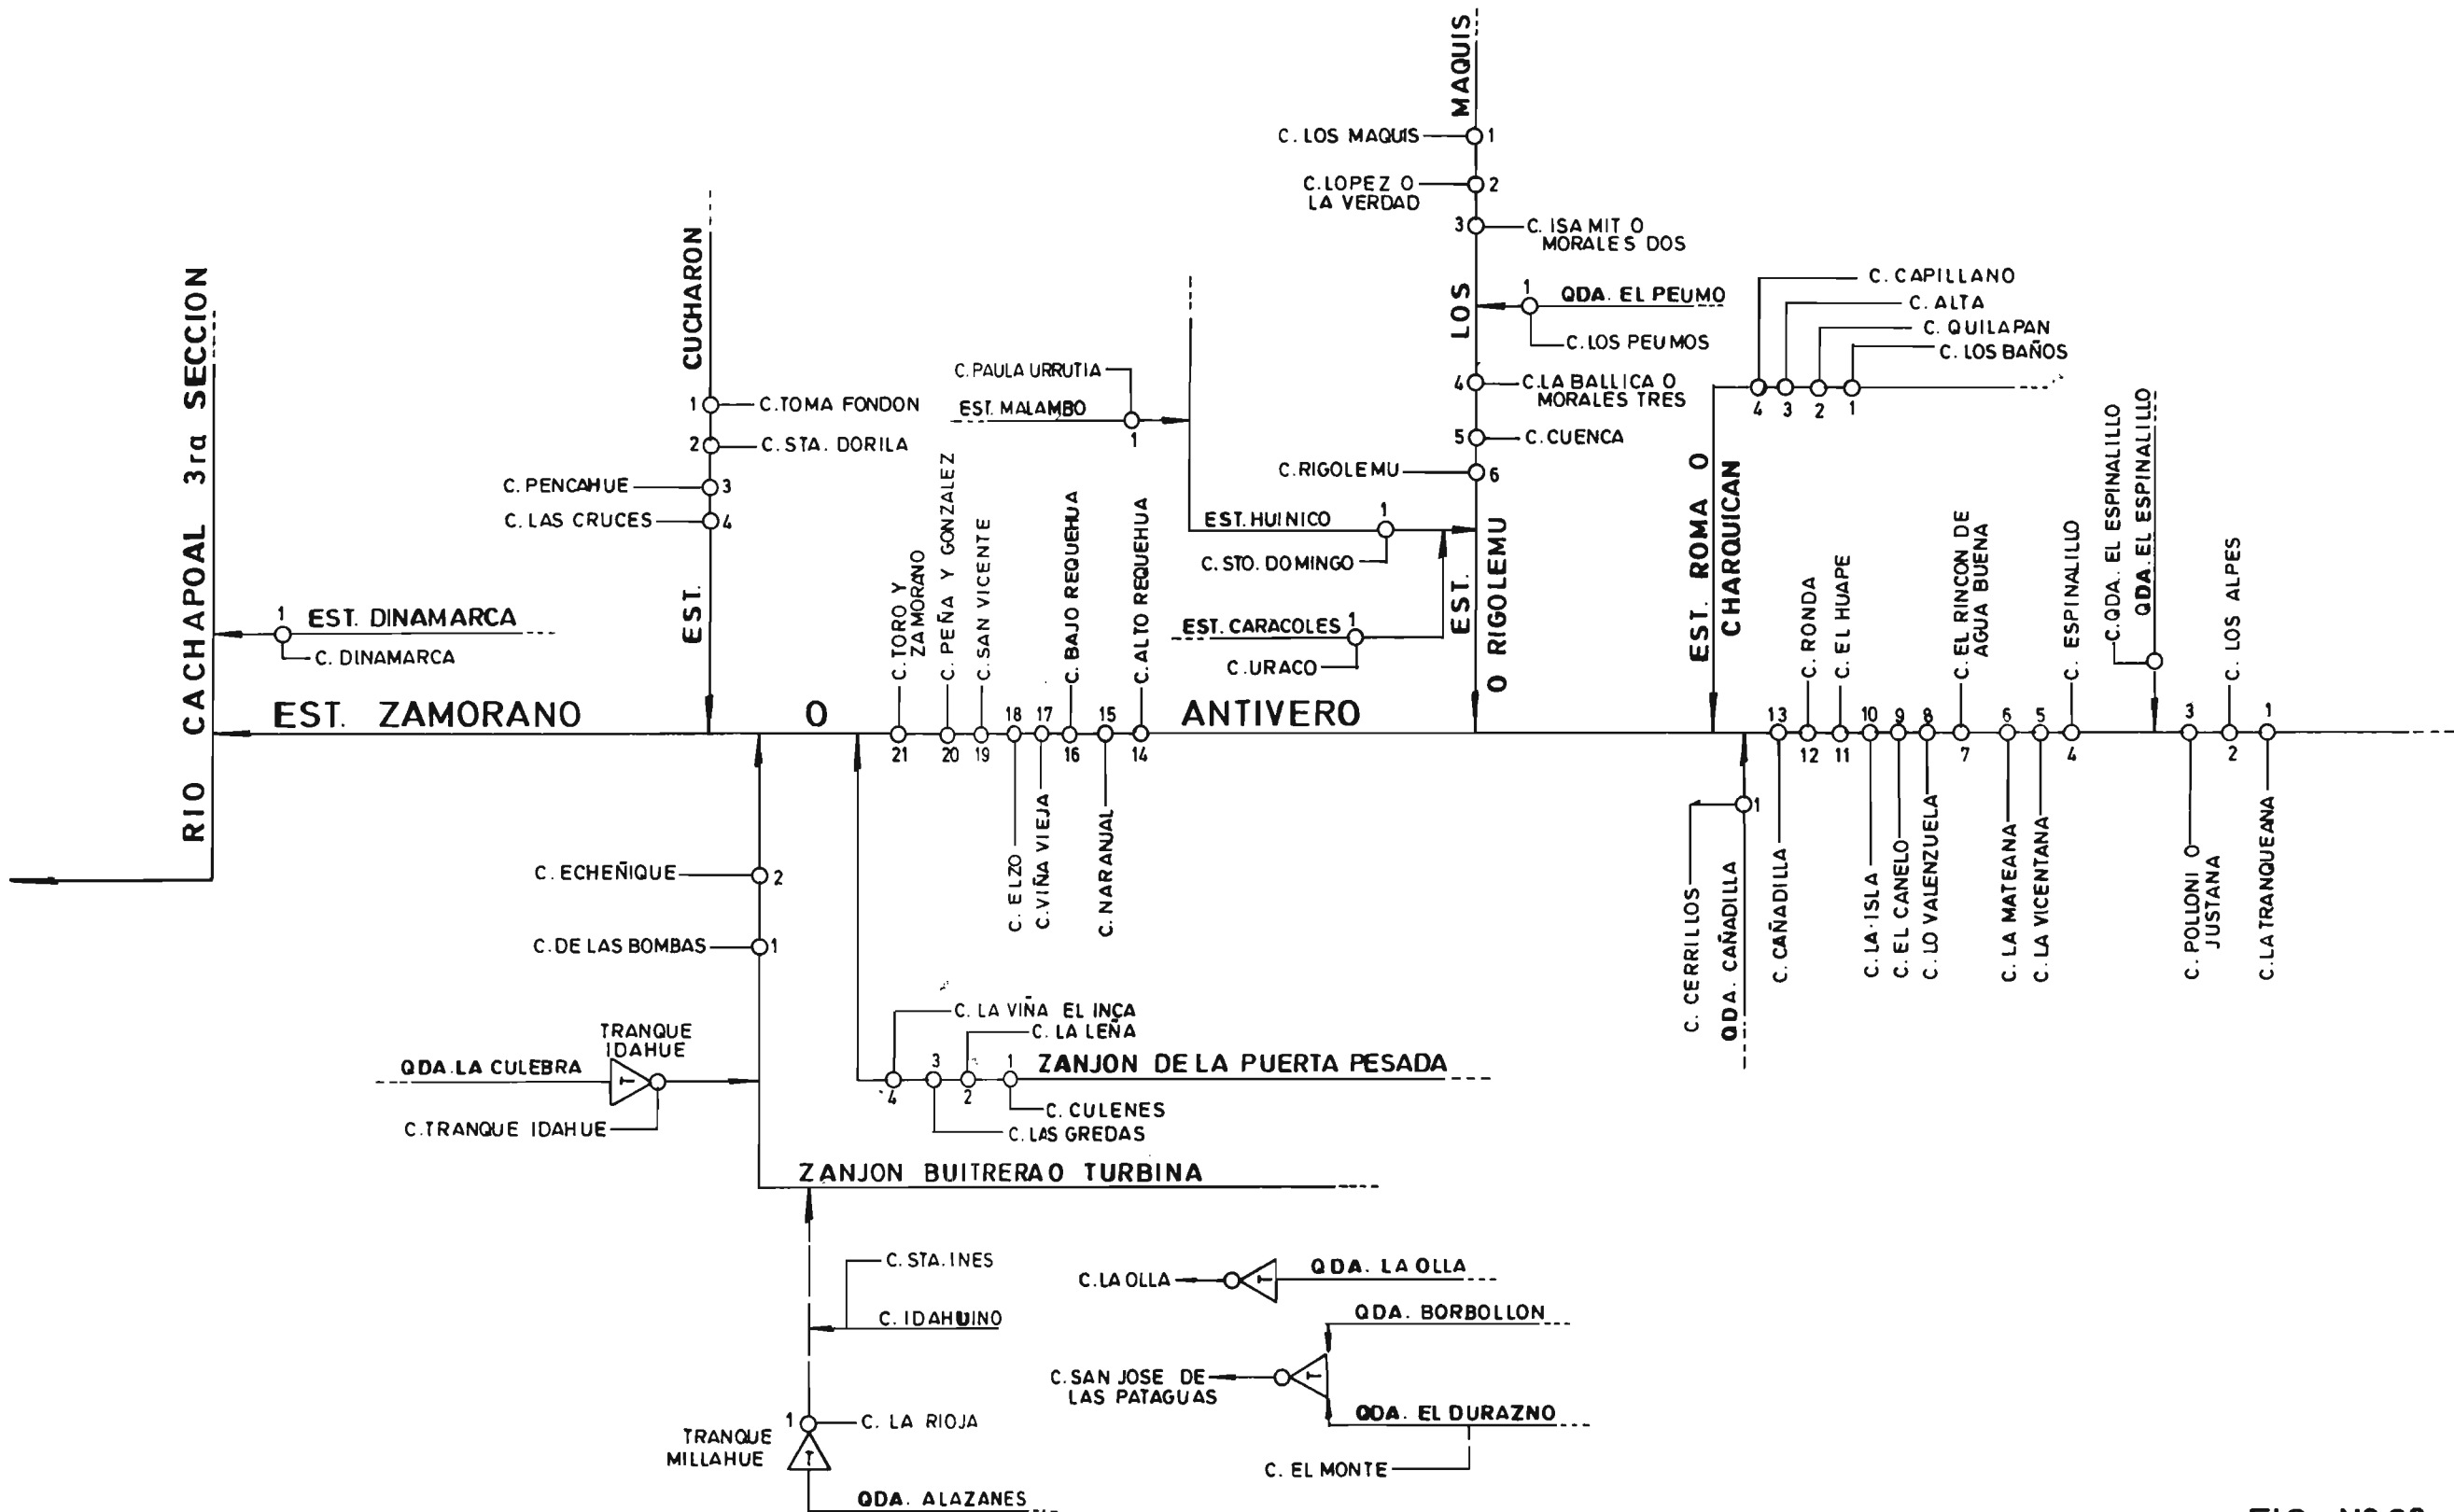 RIO CACHAPOAL 3ra SECCION
1
EST. DINAMARCA
C. DINAMARCA
EST. ZAMORANO O ANTIVERO
EST. CUCHARON
1
C. TOMA FONDON
2
C. STA. DORILA
C. PENCAHUE
3
C. LAS CRUCES
4
C. TORO Y
ZAMORANO
21
C. PEÑA Y GONZALEZ
20
C. SAN VICENTE
19
18
C. ELZO
17
C. VIÑA VIEJA
C. BAJO REQUEHUA
16
15
C. NARANJAL
C. ALTO REQUEHUA
14
C. PAULA URRUTIA
EST. MALAMBO
1
EST. HUINICO
1
C. STO. DOMINGO
EST. CARACOLES
1
C. URACO
EST. LOS MAQUIS
O RIGOLEMU
C. LOS MAQUIS
1
C. LOPEZ O
LA VERDAD
2
3
C. ISAMIT O
MORALES DOS
1
QDA. EL PEUMO
C. LOS PEUMOS
4
C. LA BALLICA O
MORALES TRES
5
C. CUENCA
C. RIGOLEMU
6
EST. ROMA O
CHARQUICAN
C. CAPILLANO
C. ALTA
C. QUILAPAN
C. LOS BAÑOS
4
3
2
1
C. CERRILLOS
QDA. CAÑADILLA
1
13
C. CAÑADILLA
C. RONDA
12
C. EL HUAPE
11
10
C. LA ISLA
9
C. EL CANELO
8
C. LO VALENZUELA
C. EL RINCON DE
AGUA BUENA
7
6
C. LA MATEANA
5
C. LA VICENTANA
C. ESPINALILLO
4
C. QDA. EL ESPINALILLO
QDA. EL ESPINALILLO
3
C. POLLONI O
JUSTANA
C. LOS ALPES
2
1
C. LA TRANQUEANA
C. ECHEÑIQUE
2
C. DE LAS BOMBAS
1
TRANQUE
IDAHUE
QDA. LA CULEBRA
T
C. TRANQUE IDAHUE
C. LA VIÑA EL INCA
C. LA LEÑA
ZANJON DE LA PUERTA PESADA
4
3
2
1
C. CULENES
C. LAS GREDAS
ZANJON BUITRERA O TURBINA
C. STA. INES
C. IDAHUINO
1
C. LA RIOJA
TRANQUE
MILLAHUE
T
QDA. ALAZANES
C. LA OLLA
T
QDA. LA OLLA
QDA. BORBOLLON
C. SAN JOSE DE
LAS PATAGUAS
T
QDA. EL DURAZNO
C. EL MONTE